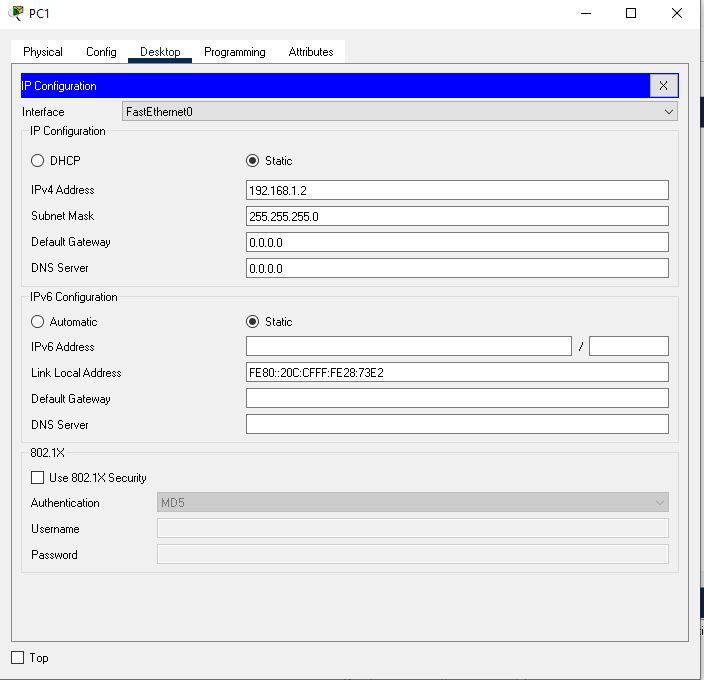 PC1
Physical Config Desktop Programming Attributes
IP Configuration X
Interface FastEthernet0
IP Configuration
DHCP Static
IPv4 Address 192.168.1.2
Subnet Mask 255.255.255.0
Default Gateway 0.0.0.0
DNS Server 0.0.0.0
IPv6 Configuration
Automatic Static
IPv6 Address /
Link Local Address FE80::20C:CFFF:FE28:73E2
Default Gateway
DNS Server
802.1X
Use 802.1X Security
Authentication MD5
Username
Password
Top